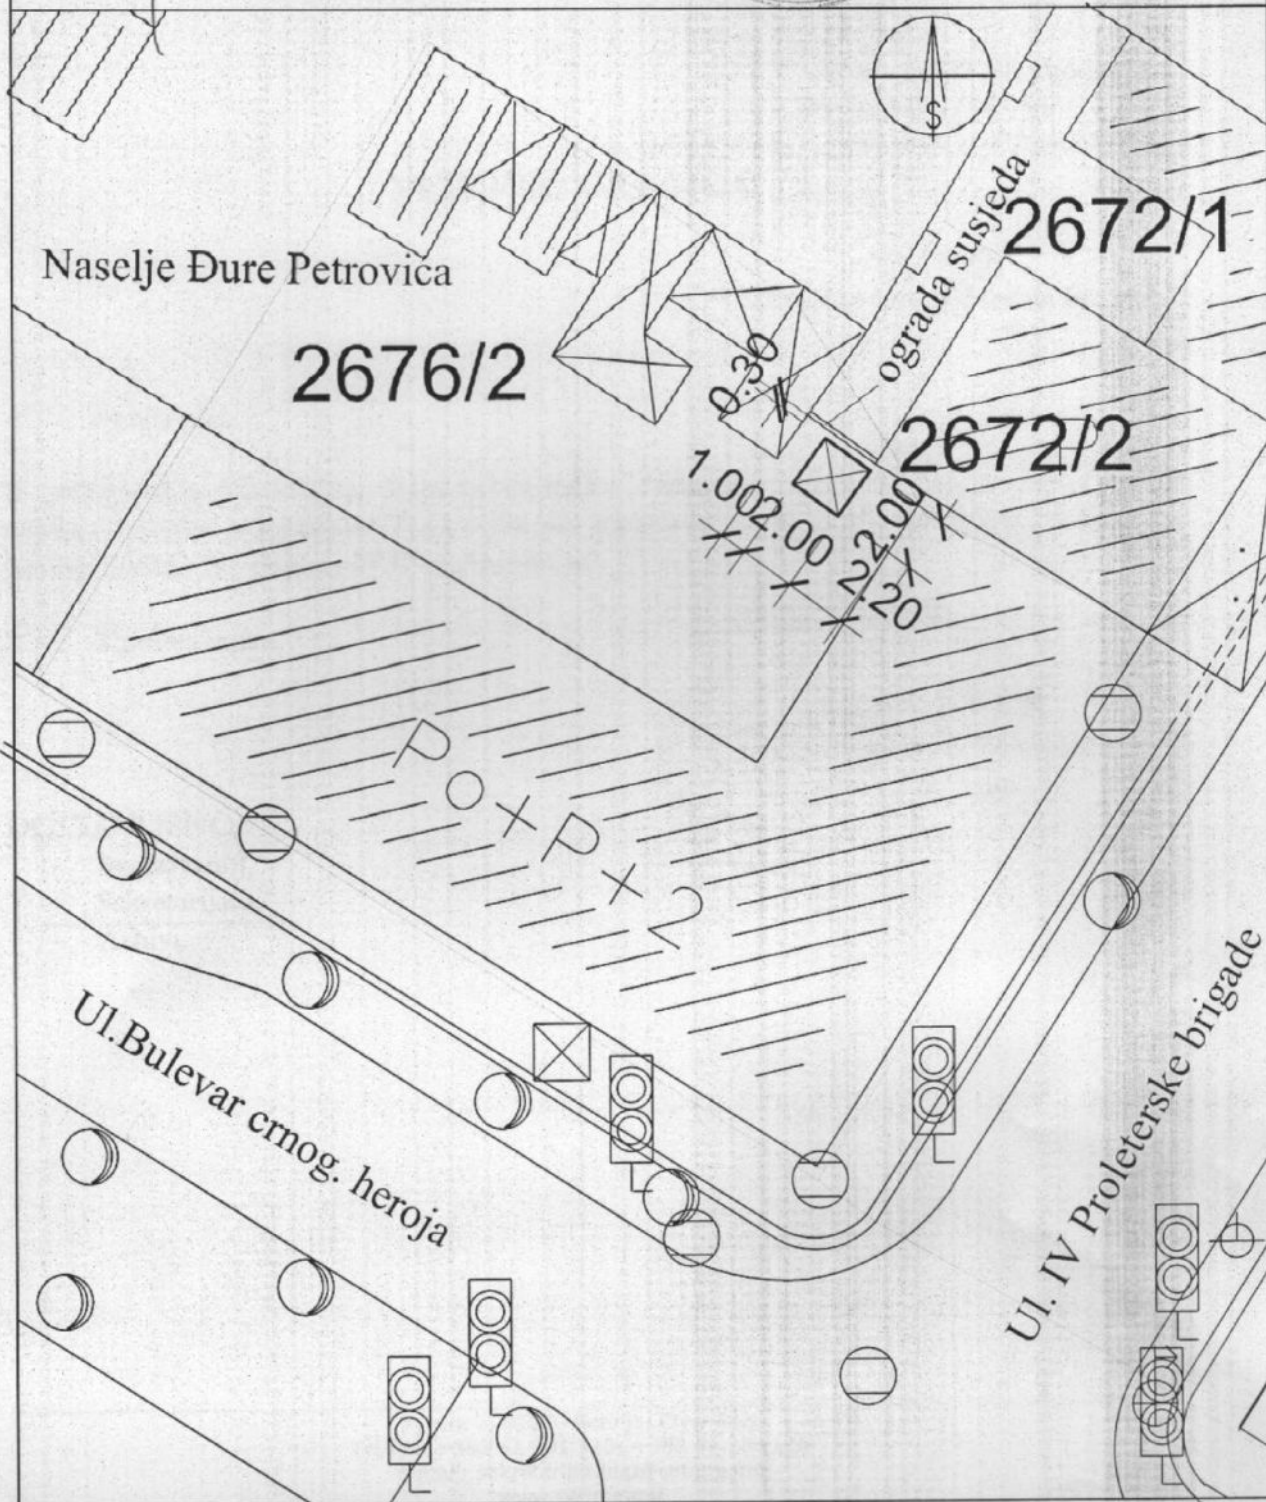 S
ograda susjeda
2672/1
Naselje Đure Petrovica
2676/2
0.30
2672/2
1.00
2.00
2.00
2.20
Po+P+2
Ul.Bulevar crnog. heroja
Ul. IV Proleterske brigade